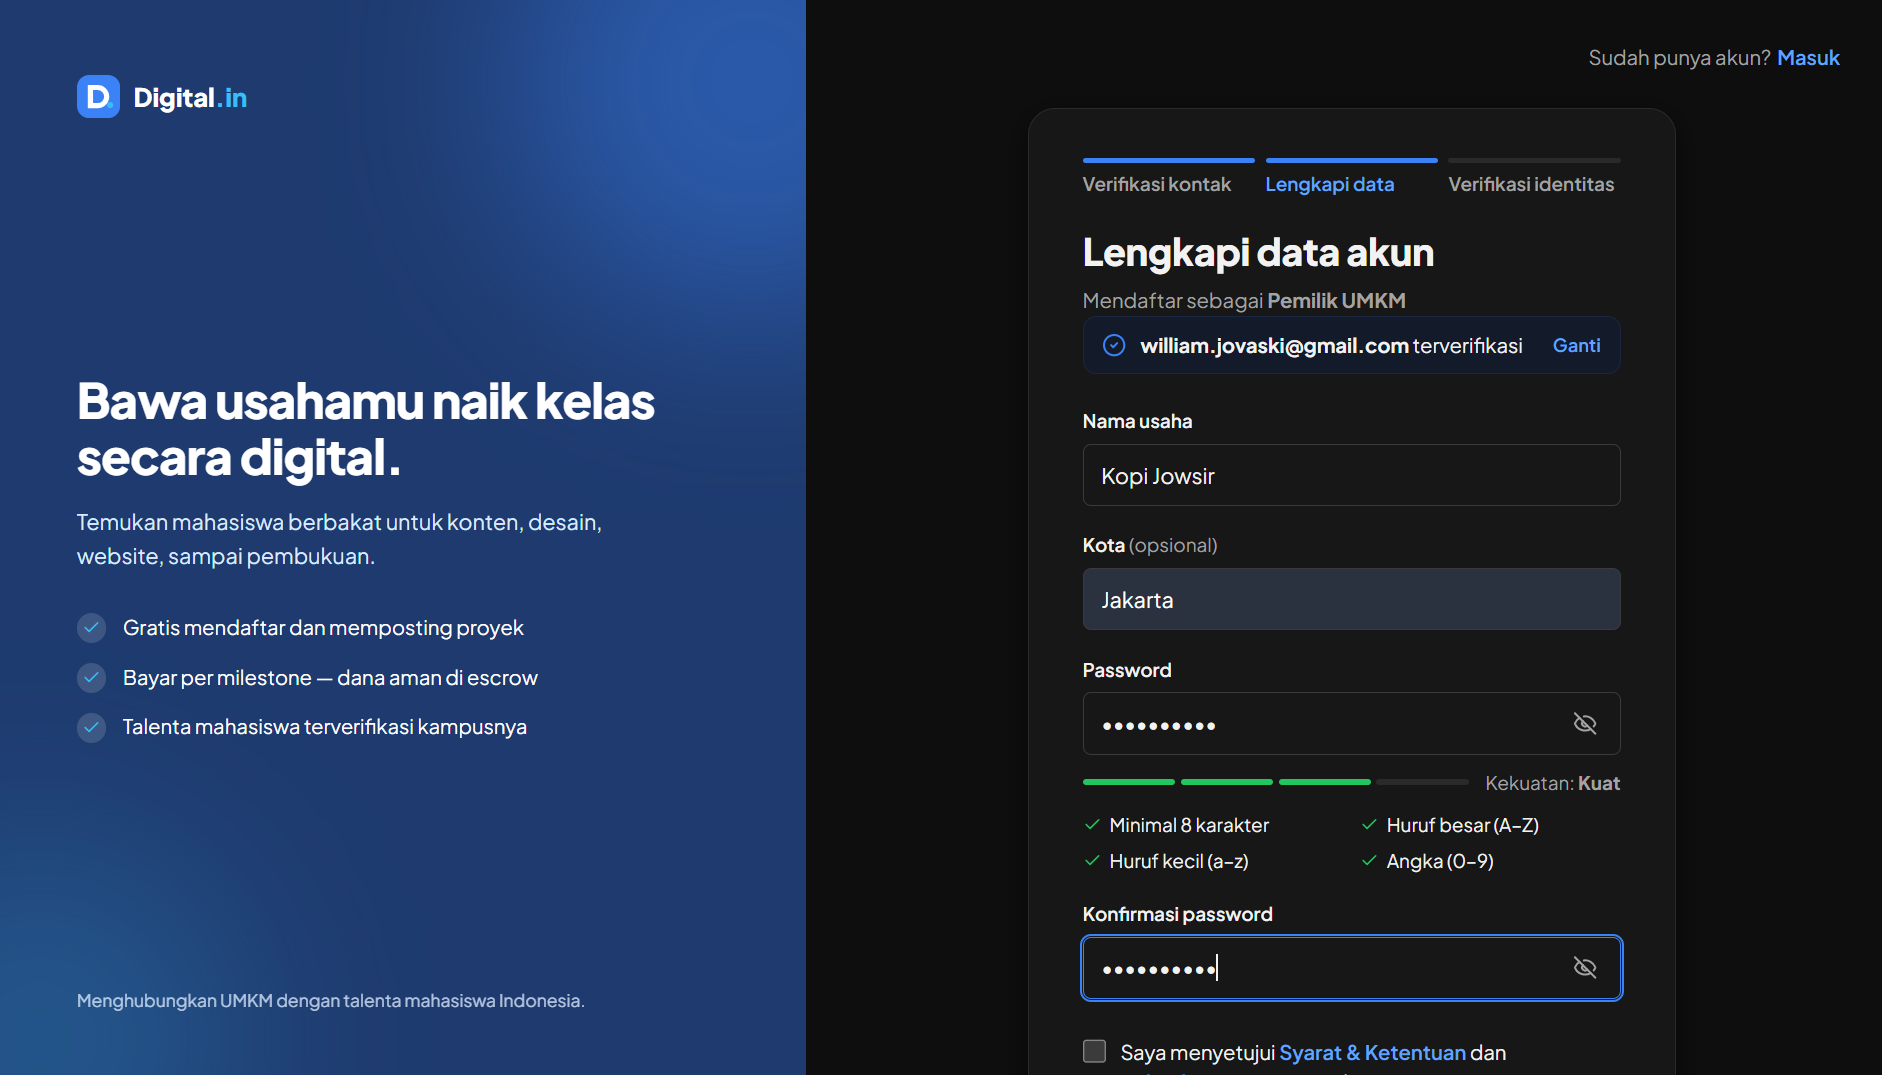 D.
Digital.in
Bawa usahamu naik kelas
secara digital.
Temukan mahasiswa berbakat untuk konten, desain,
website, sampai pembukuan.
Gratis mendaftar dan memposting proyek
Bayar per milestone — dana aman di escrow
Talenta mahasiswa terverifikasi kampusnya
Menghubungkan UMKM dengan talenta mahasiswa Indonesia.
Sudah punya akun? Masuk
Verifikasi kontak
Lengkapi data
Verifikasi identitas
Lengkapi data akun
Mendaftar sebagai Pemilik UMKM
william.jovaski@gmail.com terverifikasi
Ganti
Nama usaha
Kopi Jowsir
Kota (opsional)
Jakarta
Password
••••••••••
Kekuatan: Kuat
Minimal 8 karakter
Huruf besar (A–Z)
Huruf kecil (a–z)
Angka (0–9)
Konfirmasi password
••••••••••
Saya menyetujui Syarat & Ketentuan dan